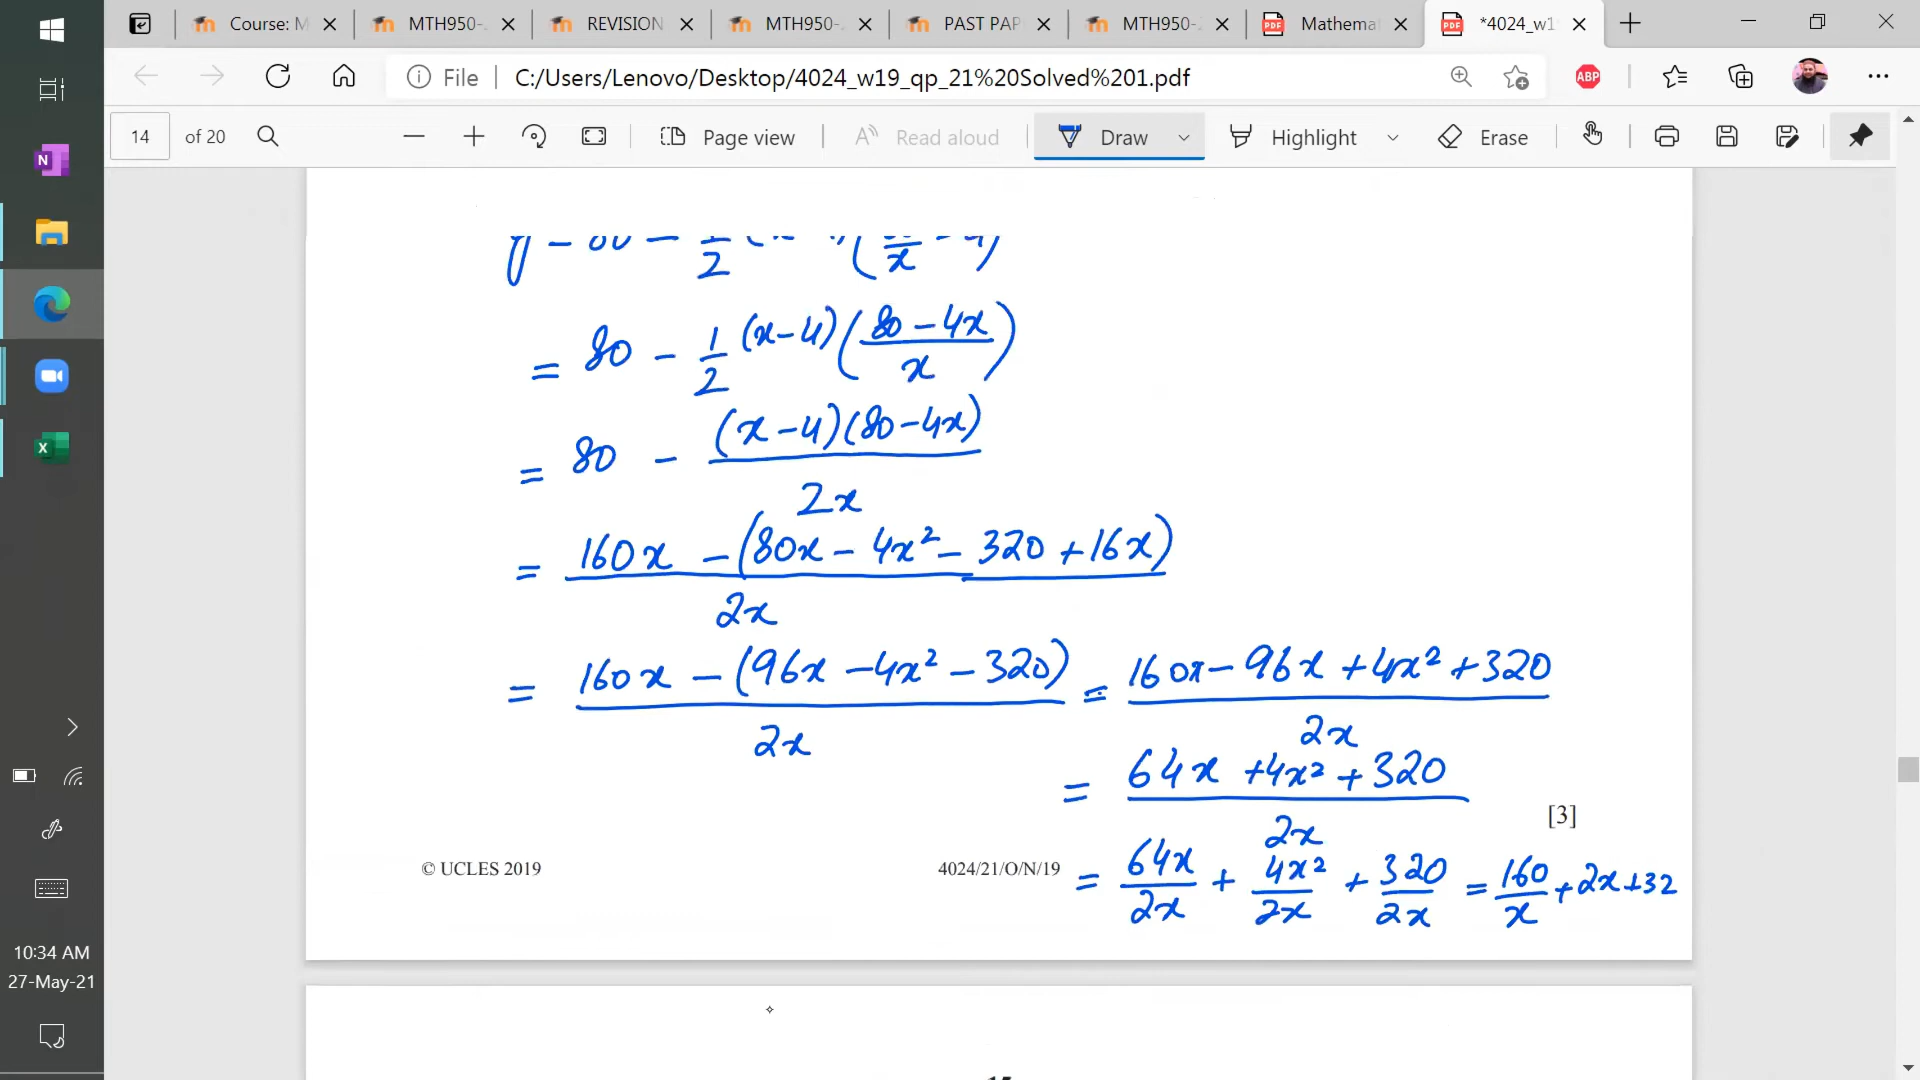 Course: M
MTH950-
REVISION
MTH950-
PAST PAP
MTH950-
Mathema
*4024_w1
File
C:/Users/Lenovo/Desktop/4024_w19_qp_21%20Solved%201.pdf
ABP
14 of 20
Page view
Read aloud
Draw
Highlight
Erase
= 80 - 1/2 (x-4)((80-4x)/x)
= 80 - (x-4)(80-4x)/2x
= (160x - (80x - 4x² - 320 + 16x))/2x
= (160x - (96x - 4x² - 320))/2x = (160x - 96x + 4x² + 320)/2x
= (64x + 4x² + 320)/2x
[3]
= 64x/2x + 4x²/2x + 320/2x = 160/x + 2x + 32
© UCLES 2019
4024/21/O/N/19
10:34 AM
27-May-21